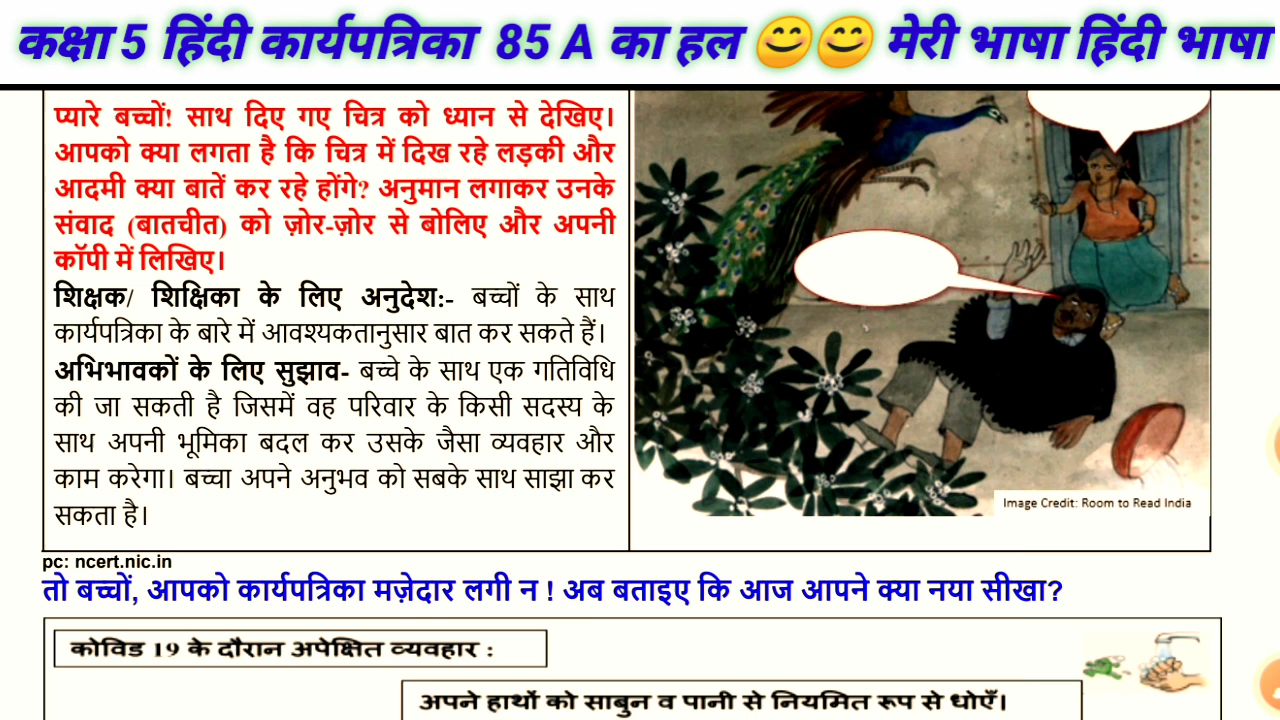 कक्षा 5 हिंदी कार्यपत्रिका 85 A का हल 😊😊 मेरी भाषा हिंदी भाषा
प्यारे बच्चों! साथ दिए गए चित्र को ध्यान से देखिए।
आपको क्या लगता है कि चित्र में दिख रहे लड़की और
आदमी क्या बातें कर रहे होंगे? अनुमान लगाकर उनके
संवाद (बातचीत) को ज़ोर-ज़ोर से बोलिए और अपनी
कॉपी में लिखिए।
शिक्षक/ शिक्षिका के लिए अनुदेश:- बच्चों के साथ
कार्यपत्रिका के बारे में आवश्यकतानुसार बात कर सकते हैं।
अभिभावकों के लिए सुझाव- बच्चे के साथ एक गतिविधि
की जा सकती है जिसमें वह परिवार के किसी सदस्य के
साथ अपनी भूमिका बदल कर उसके जैसा व्यवहार और
काम करेगा। बच्चा अपने अनुभव को सबके साथ साझा कर
सकता है।
Image Credit: Room to Read India
pc: ncert.nic.in
तो बच्चों, आपको कार्यपत्रिका मज़ेदार लगी न ! अब बताइए कि आज आपने क्या नया सीखा?
कोविड 19 के दौरान अपेक्षित व्यवहार :
अपने हाथों को साबुन व पानी से नियमित रूप से धोएँ।